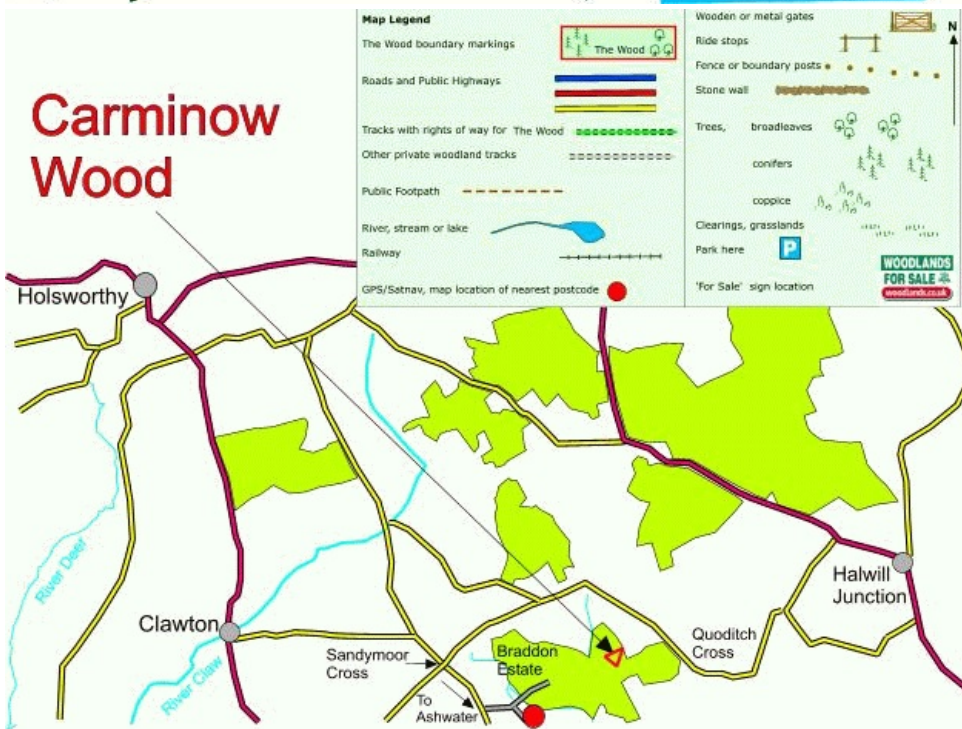 Carminow
Wood
Map Legend
The Wood boundary markings
The Wood
Roads and Public Highways
Tracks with rights of way for The Wood
Other private woodland tracks
Public Footpath
River, stream or lake
Railway
GPS/Satnav, map location of nearest postcode
Wooden or metal gates
N
Ride stops
Fence or boundary posts
Stone wall
Trees, broadleaves
conifers
coppice
Clearings, grasslands
Park here
P
WOODLANDS
FOR SALE
woodlands.co.uk
'For Sale' sign location
Holsworthy
River Deer
Clawton
River Claw
Sandymoor
Cross
To
Ashwater
Braddon
Estate
Quoditch
Cross
Halwill
Junction